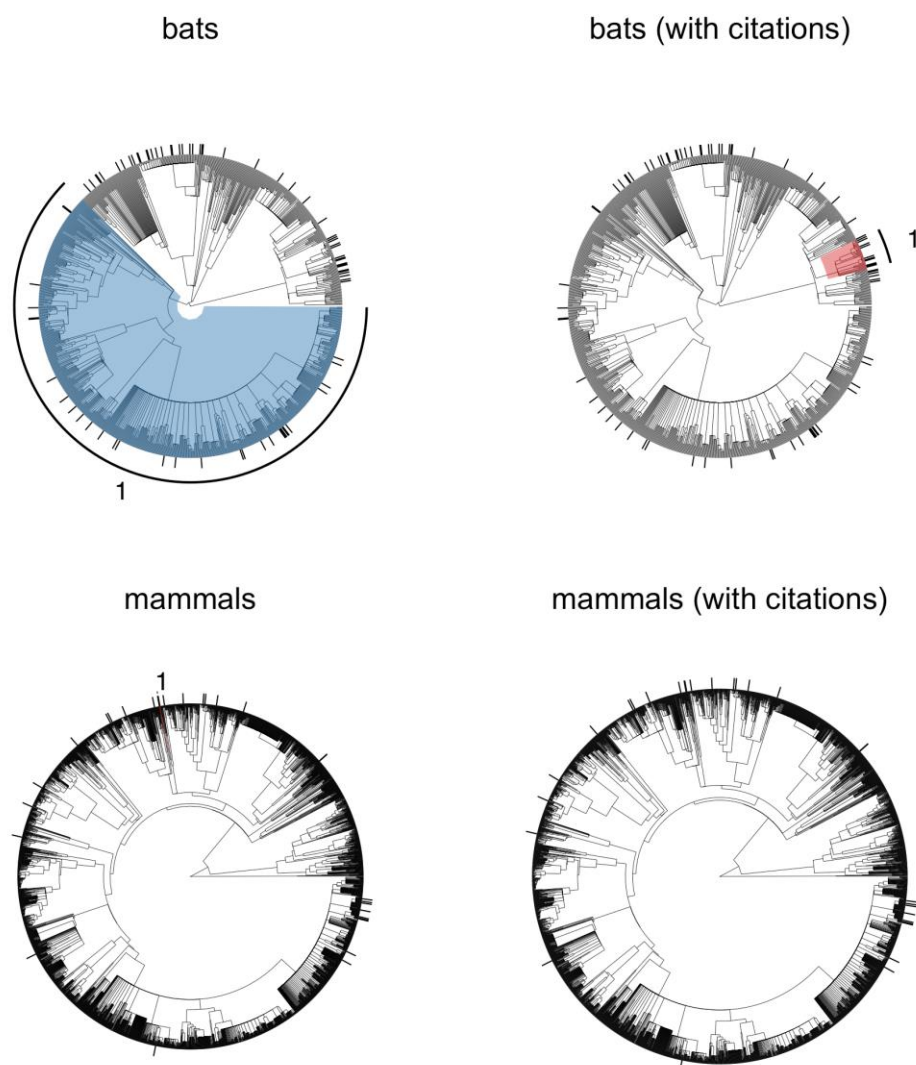 bats
bats (with citations)
1
1
mammals
mammals (with citations)
1